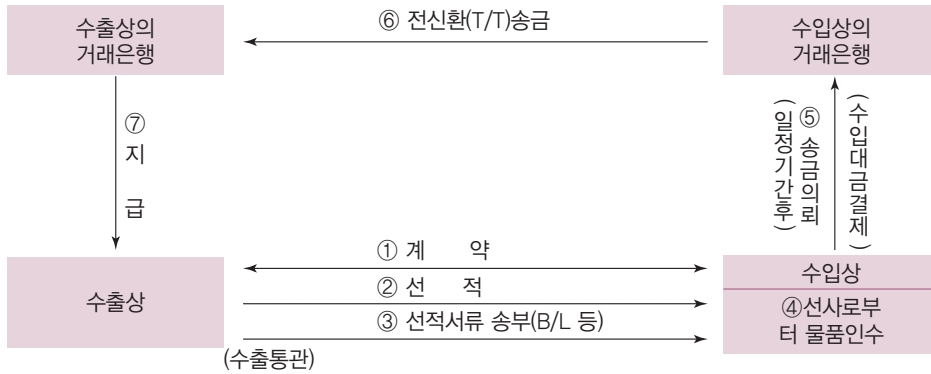 ⑥ 전신환(T/T)송금
수출상의
거래은행
수입상의
거래은행
⑦
지
급
(일정기간후)
⑤ 송금의뢰
(수입대금결제)
① 계 약
② 선 적
③ 선적서류 송부(B/L 등)
수출상
(수출통관)
수입상
④선사로부
터 물품인수